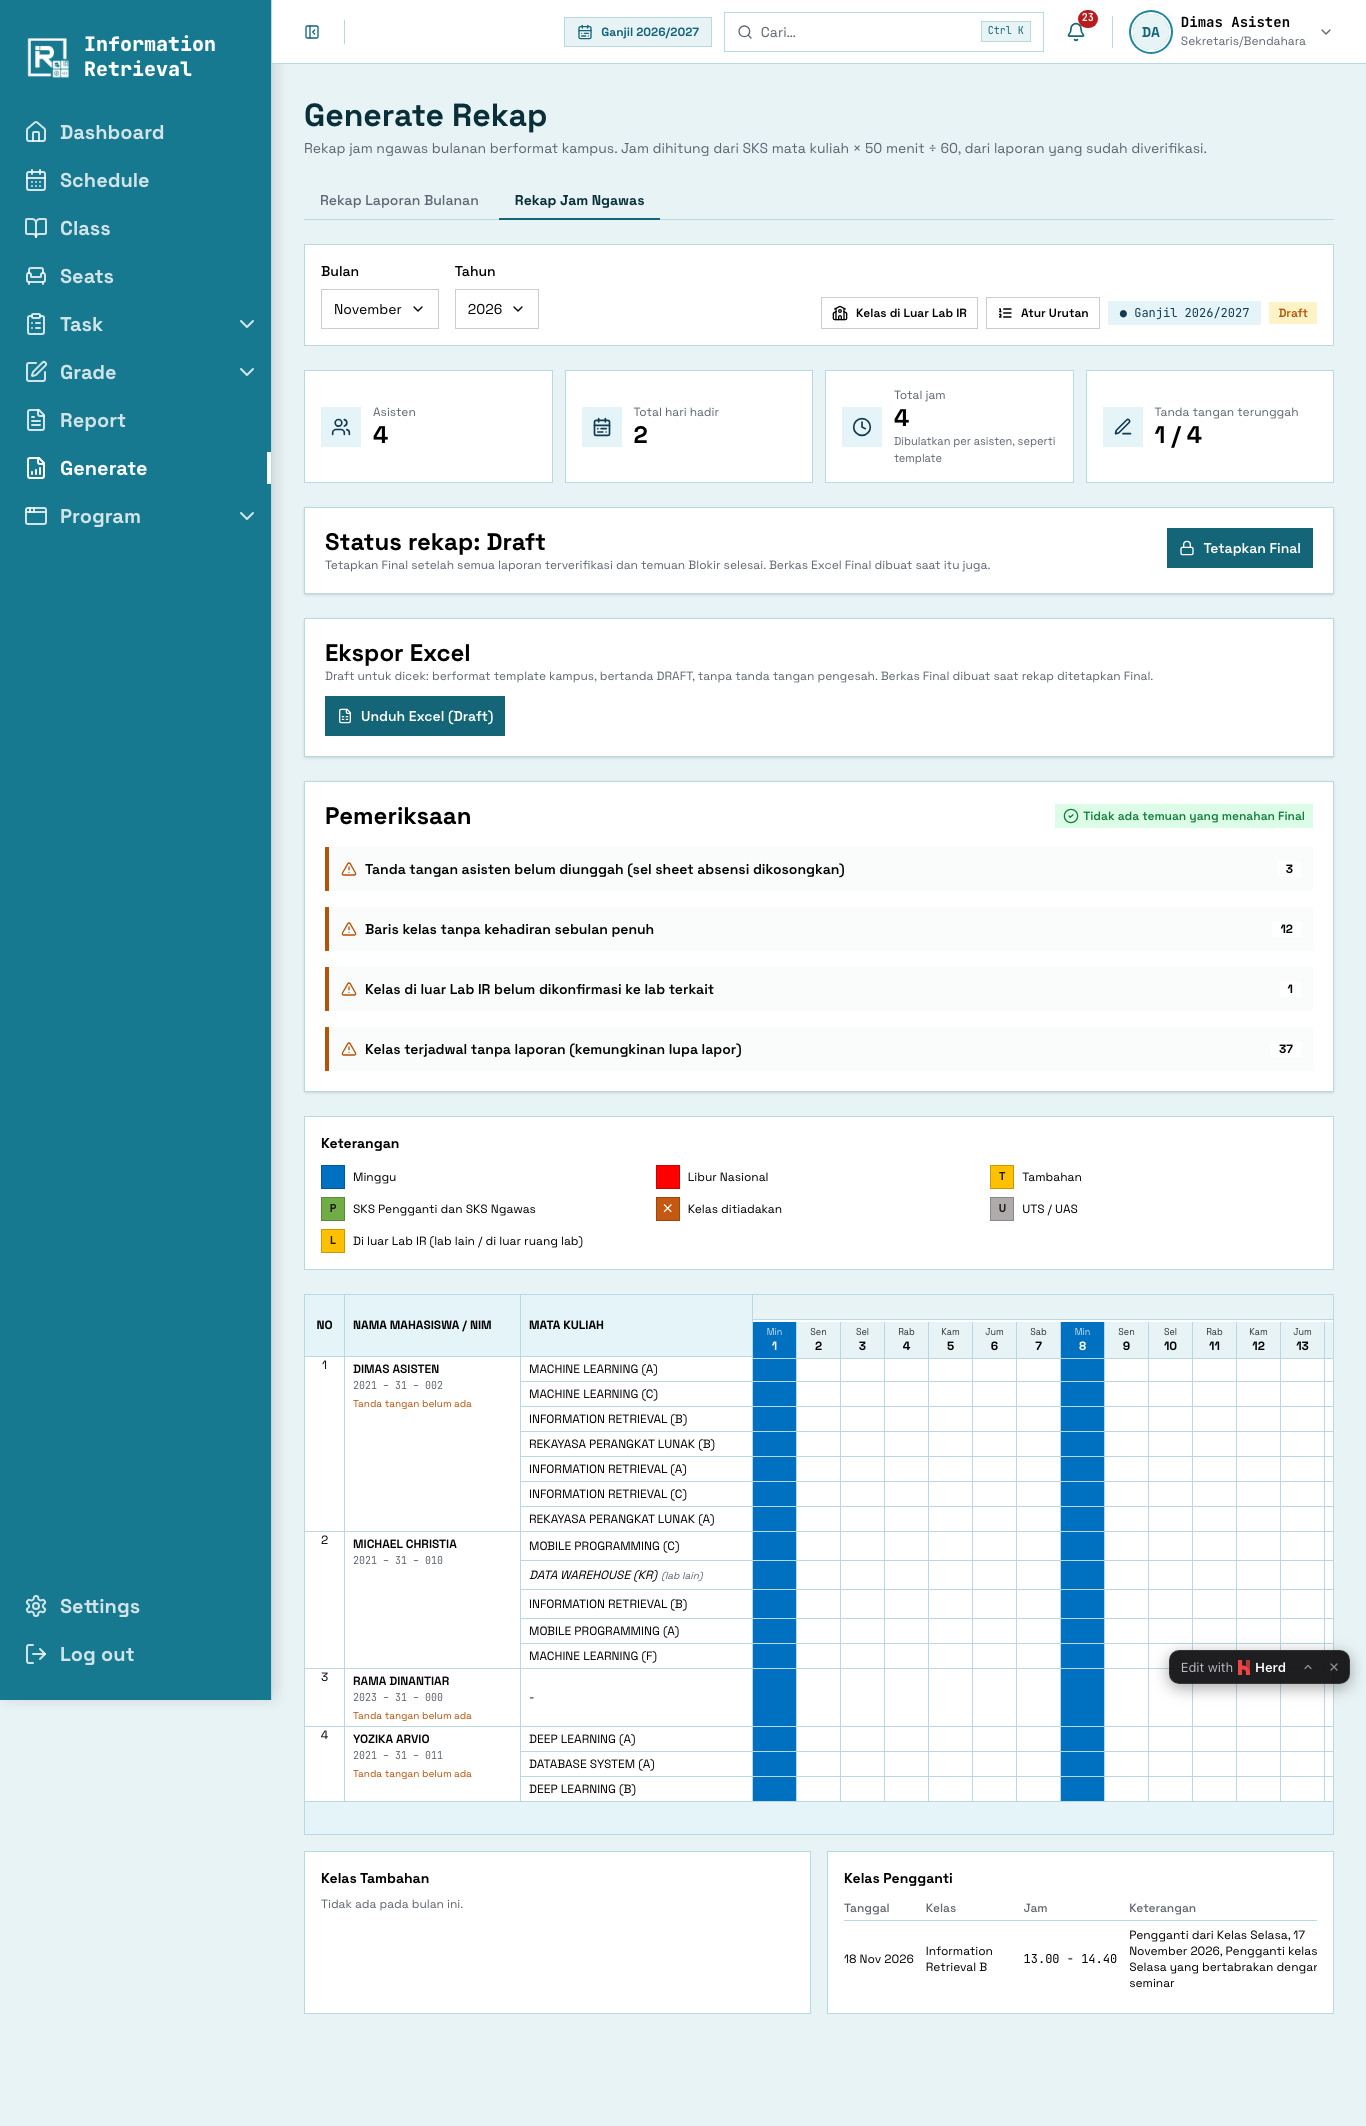 Information
Retrieval
Dashboard
Schedule
Class
Seats
Task
Grade
Report
Generate
Program
Settings
Log out
Ganjil 2026/2027
Cari...
Ctrl K
23
DA
Dimas Asisten
Sekretaris/Bendahara
Generate Rekap
Rekap jam ngawas bulanan berformat kampus. Jam dihitung dari SKS mata kuliah × 50 menit ÷ 60, dari laporan yang sudah diverifikasi.
Rekap Laporan Bulanan
Rekap Jam Ngawas
Bulan
Tahun
November
2026
Kelas di Luar Lab IR
Atur Urutan
● Ganjil 2026/2027
Draft
Asisten
4
Total hari hadir
2
Total jam
4
Dibulatkan per asisten, seperti
template
Tanda tangan terunggah
1 / 4
Status rekap: Draft
Tetapkan Final setelah semua laporan terverifikasi dan temuan Blokir selesai. Berkas Excel Final dibuat saat itu juga.
Tetapkan Final
Ekspor Excel
Draft untuk dicek: berformat template kampus, bertanda DRAFT, tanpa tanda tangan pengesah. Berkas Final dibuat saat rekap ditetapkan Final.
Unduh Excel (Draft)
Pemeriksaan
Tidak ada temuan yang menahan Final
Tanda tangan asisten belum diunggah (sel sheet absensi dikosongkan)
3
Baris kelas tanpa kehadiran sebulan penuh
12
Kelas di luar Lab IR belum dikonfirmasi ke lab terkait
1
Kelas terjadwal tanpa laporan (kemungkinan lupa lapor)
37
Keterangan
Minggu
Libur Nasional
T Tambahan
P SKS Pengganti dan SKS Ngawas
✕ Kelas ditiadakan
U UTS / UAS
L Di luar Lab IR (lab lain / di luar ruang lab)
NO
NAMA MAHASISWA / NIM
MATA KULIAH
Min Sen Sel Rab Kam Jum Sab Min Sen Sel Rab Kam Jum
1 2 3 4 5 6 7 8 9 10 11 12 13
1
DIMAS ASISTEN
2021 - 31 - 002
Tanda tangan belum ada
MACHINE LEARNING (A)
MACHINE LEARNING (C)
INFORMATION RETRIEVAL (B)
REKAYASA PERANGKAT LUNAK (B)
INFORMATION RETRIEVAL (A)
INFORMATION RETRIEVAL (C)
REKAYASA PERANGKAT LUNAK (A)
2
MICHAEL CHRISTIA
2021 - 31 - 010
MOBILE PROGRAMMING (C)
DATA WAREHOUSE (KR) (lab lain)
INFORMATION RETRIEVAL (B)
MOBILE PROGRAMMING (A)
MACHINE LEARNING (F)
3
RAMA DINANTIAR
2023 - 31 - 000
Tanda tangan belum ada
-
4
YOZIKA ARVIO
2021 - 31 - 011
Tanda tangan belum ada
DEEP LEARNING (A)
DATABASE SYSTEM (A)
DEEP LEARNING (B)
Edit with Herd
Kelas Tambahan
Tidak ada pada bulan ini.
Kelas Pengganti
Tanggal Kelas Jam Keterangan
18 Nov 2026
Information
Retrieval B
13.00 - 14.40
Pengganti dari Kelas Selasa, 17
November 2026, Pengganti kelas
Selasa yang bertabrakan dengan
seminar